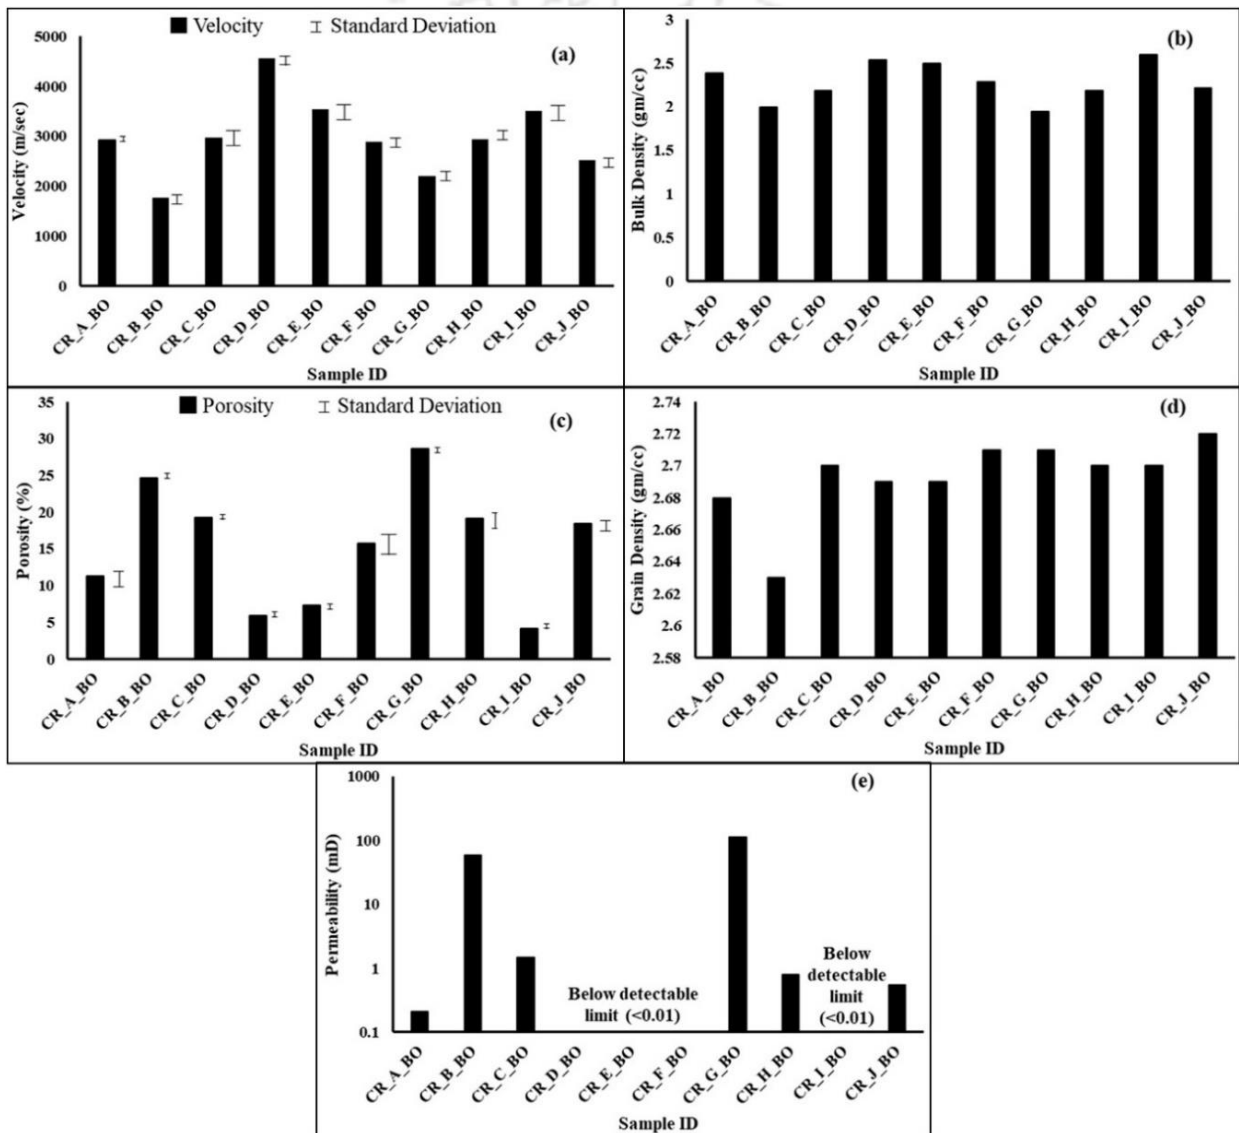 Velocity
Standard Deviation
(a)
Velocity (m/sec)
5000
4000
3000
2000
1000
0
CR_A_BO
CR_B_BO
CR_C_BO
CR_D_BO
CR_E_BO
CR_F_BO
CR_G_BO
CR_H_BO
CR_I_BO
CR_J_BO
Sample ID
(b)
Bulk Density (gm/cc)
3
2.5
2
1.5
1
0.5
0
CR_A_BO
CR_B_BO
CR_C_BO
CR_D_BO
CR_E_BO
CR_F_BO
CR_G_BO
CR_H_BO
CR_I_BO
CR_J_BO
Sample ID
Porosity
Standard Deviation
(c)
Porosity (%)
35
30
25
20
15
10
5
0
CR_A_BO
CR_B_BO
CR_C_BO
CR_D_BO
CR_E_BO
CR_F_BO
CR_G_BO
CR_H_BO
CR_I_BO
CR_J_BO
Sample ID
(d)
Grain Density (gm/cc)
2.74
2.72
2.7
2.68
2.66
2.64
2.62
2.6
2.58
CR_A_BO
CR_B_BO
CR_C_BO
CR_D_BO
CR_E_BO
CR_F_BO
CR_G_BO
CR_H_BO
CR_I_BO
CR_J_BO
Sample ID
(e)
Permeability (mD)
1000
100
10
1
0.1
Below detectable
limit (<0.01)
Below
detectable
limit
(<0.01)
CR_A_BO
CR_B_BO
CR_C_BO
CR_D_BO
CR_E_BO
CR_F_BO
CR_G_BO
CR_H_BO
CR_I_BO
CR_J_BO
Sample ID